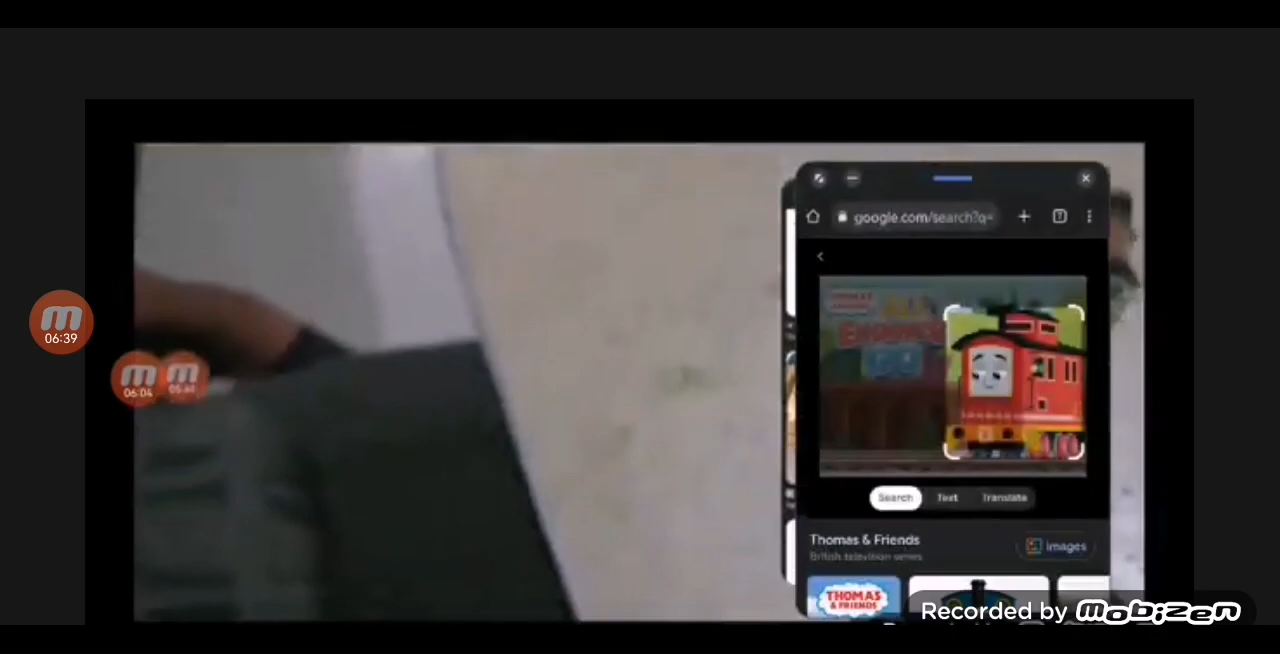 google.com/search?q=
THOMAS
Search
Text
Translate
Thomas & Friends
British television series
Images
THOMAS
& FRIENDS
06:39
06:04
Recorded by mobizen